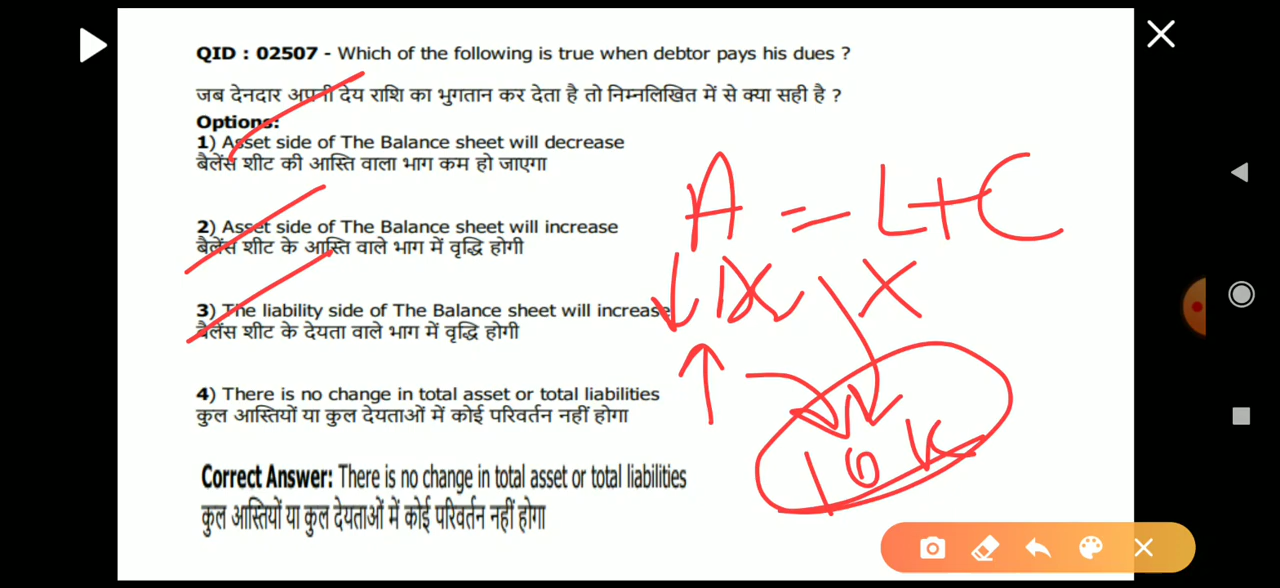 QID : 02507 - Which of the following is true when debtor pays his dues ?
जब देनदार अपनी देय राशि का भुगतान कर देता है तो निम्नलिखित में से क्या सही है ?
Options:
1) Asset side of The Balance sheet will decrease
बैलेंस शीट की आस्ति वाला भाग कम हो जाएगा
2) Asset side of The Balance sheet will increase
बैलेंस शीट के आस्ति वाले भाग में वृद्धि होगी
3) The liability side of The Balance sheet will increase
बैलेंस शीट के देयता वाले भाग में वृद्धि होगी
4) There is no change in total asset or total liabilities
कुल आस्तियों या कुल देयताओं में कोई परिवर्तन नहीं होगा
Correct Answer: There is no change in total asset or total liabilities
कुल आस्तियों या कुल देयताओं में कोई परिवर्तन नहीं होगा
A = L+C
10K